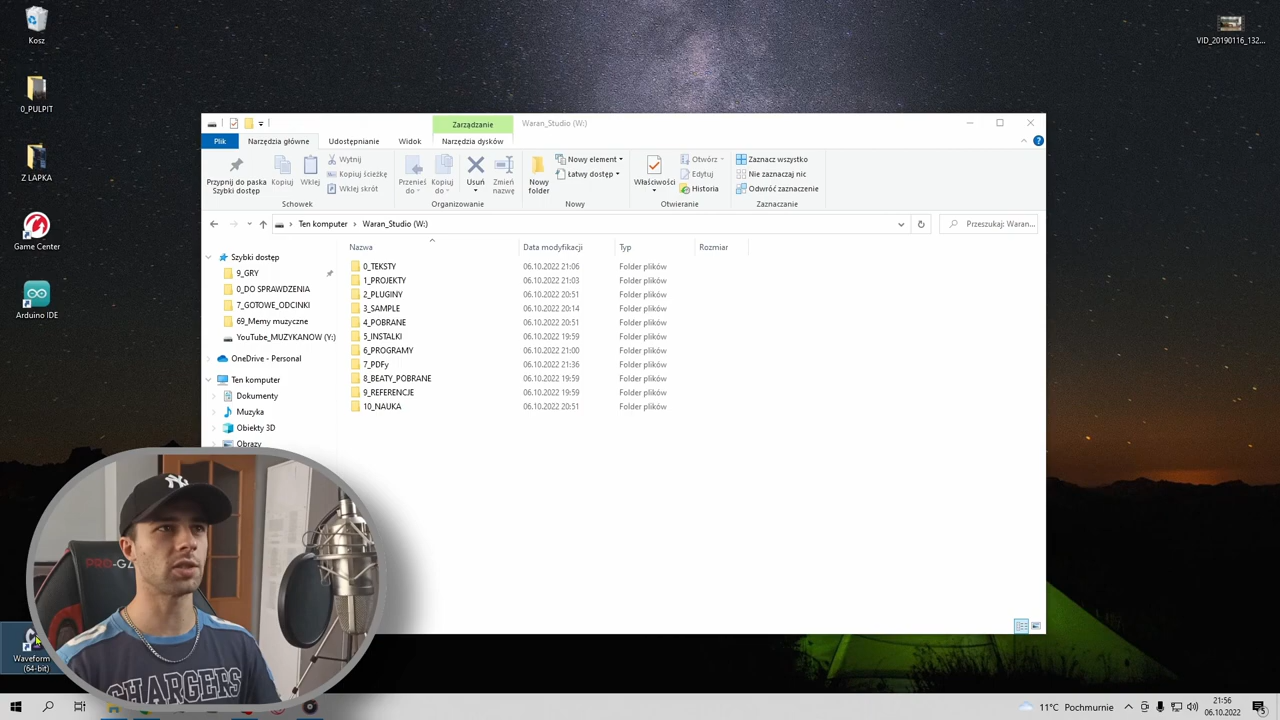 Kosz
VID_20190116_132...
0_PULPIT
Z LAPKA
Game Center
Arduino IDE
Waveform
(64-bit)
Zarządzanie
Waran_Studio (W:)
Plik
Narzędzia główne
Udostępnianie
Widok
Narzędzia dysków
Przypnij do paska
Szybki dostęp
Kopiuj
Wklej
Wytnij
Kopiuj ścieżkę
Wklej skrót
Schowek
Przenieś
do
Kopiuj
do
Usuń
Zmień
nazwę
Organizowanie
Nowy
folder
Nowy element
Łatwy dostęp
Nowy
Właściwości
Otwórz
Edytuj
Historia
Otwieranie
Zaznacz wszystko
Nie zaznaczaj nic
Odwróć zaznaczenie
Zaznaczanie
Ten komputer
Waran_Studio (W:)
Przeszukaj: Waran...
Szybki dostęp
9_GRY
0_DO SPRAWDZENIA
7_GOTOWE_ODCINKI
69_Memy muzyczne
YouTube_MUZYKANOW (Y:)
OneDrive - Personal
Ten komputer
Dokumenty
Muzyka
Obiekty 3D
Obrazy
Nazwa Data modyfikacji Typ Rozmiar
0_TEKSTY 06.10.2022 21:06 Folder plików
1_PROJEKTY 06.10.2022 21:03 Folder plików
2_PLUGINY 06.10.2022 20:51 Folder plików
3_SAMPLE 06.10.2022 20:14 Folder plików
4_POBRANE 06.10.2022 20:51 Folder plików
5_INSTALKI 06.10.2022 19:59 Folder plików
6_PROGRAMY 06.10.2022 21:00 Folder plików
7_PDFy 06.10.2022 21:36 Folder plików
8_BEATY_POBRANE 06.10.2022 19:59 Folder plików
9_REFERENCJE 06.10.2022 19:59 Folder plików
10_NAUKA 06.10.2022 20:51 Folder plików
CHARGERS
11°C Pochmurnie
21:56
06.10.2022